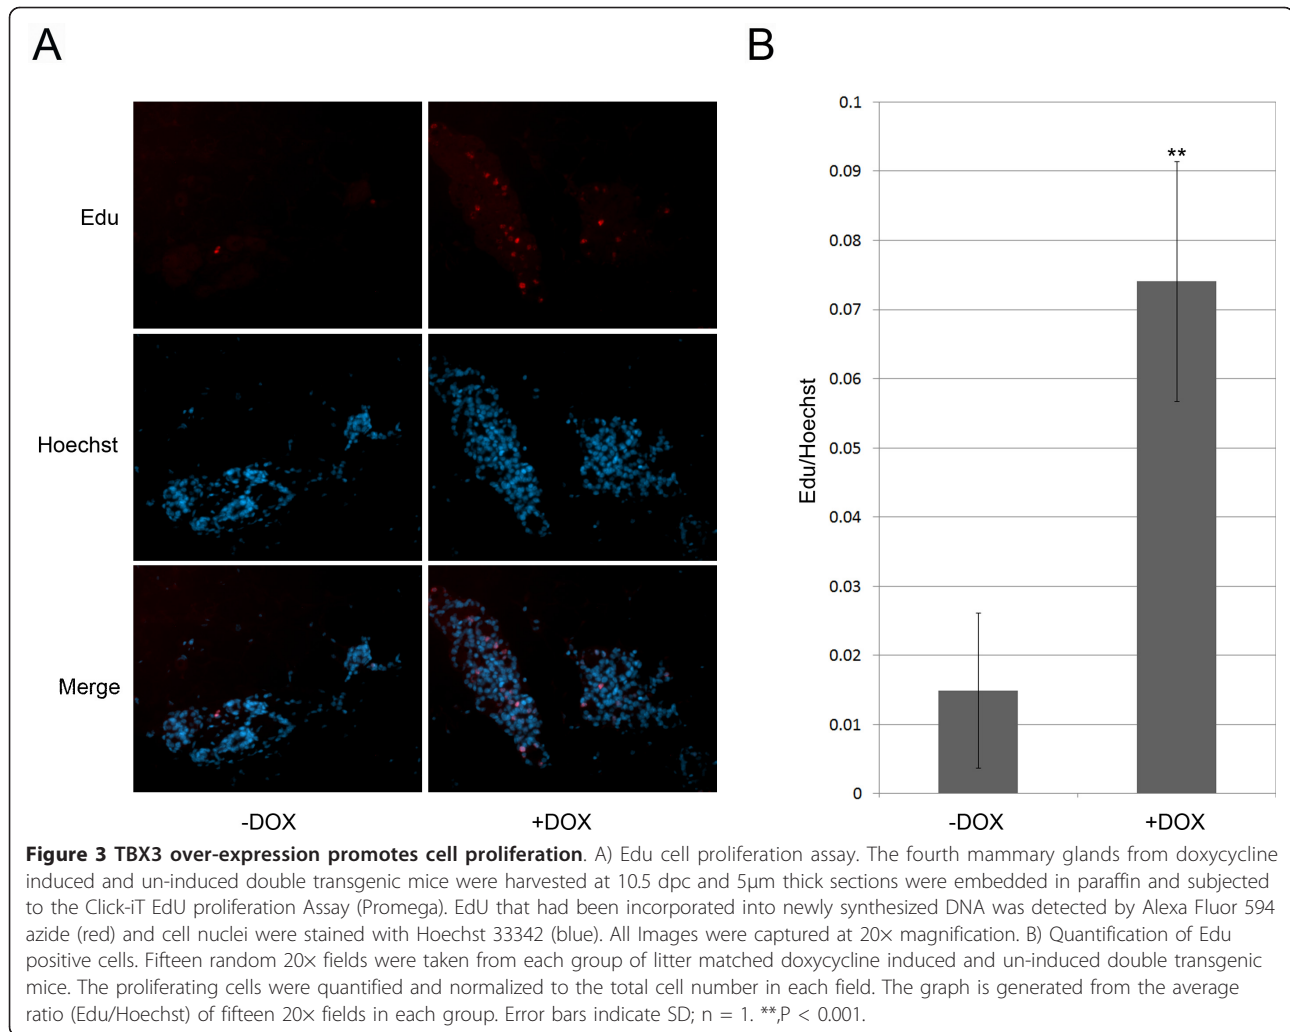 A
B
Edu
Hoechst
Merge
-DOX
+DOX
0.1
0.09
0.08
0.07
0.06
0.05
0.04
0.03
0.02
0.01
0
Edu/Hoechst
**
-DOX
+DOX
Figure 3 TBX3 over-expression promotes cell proliferation. A) Edu cell proliferation assay. The fourth mammary glands from doxycycline
induced and un-induced double transgenic mice were harvested at 10.5 dpc and 5μm thick sections were embedded in paraffin and subjected
to the Click-iT EdU proliferation Assay (Promega). EdU that had been incorporated into newly synthesized DNA was detected by Alexa Fluor 594
azide (red) and cell nuclei were stained with Hoechst 33342 (blue). All Images were captured at 20× magnification. B) Quantification of Edu
positive cells. Fifteen random 20× fields were taken from each group of litter matched doxycycline induced and un-induced double transgenic
mice. The proliferating cells were quantified and normalized to the total cell number in each field. The graph is generated from the average
ratio (Edu/Hoechst) of fifteen 20× fields in each group. Error bars indicate SD; n = 1. **,P < 0.001.